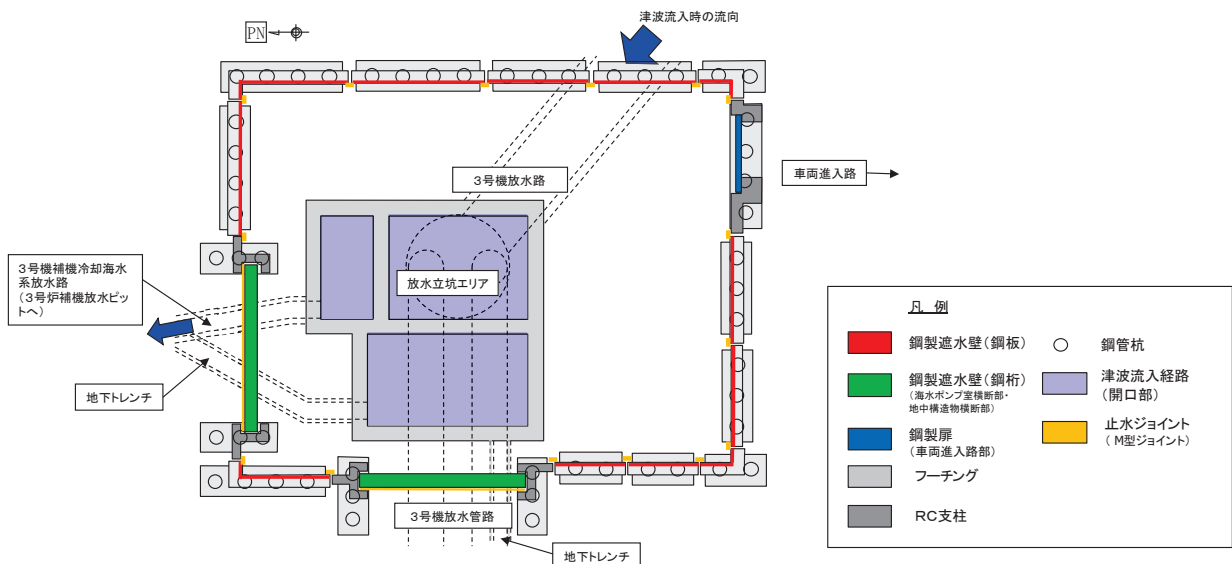 津波流入時の流向
PN
3号機放水路
車両進入路
3号機補機冷却海水
系放水路
(3号炉補機放水ピッ
トへ)
放水立坑エリア
地下トレンチ
3号機放水管路
地下トレンチ
凡 例
鋼製遮水壁(鋼板)
鋼管杭
鋼製遮水壁(鋼桁)
(海水ポンプ室横断部・
地中構造物横断部)
津波流入経路
(開口部)
鋼製扉
(車両進入路部)
止水ジョイント
( M型ジョイント)
フーチング
RC支柱